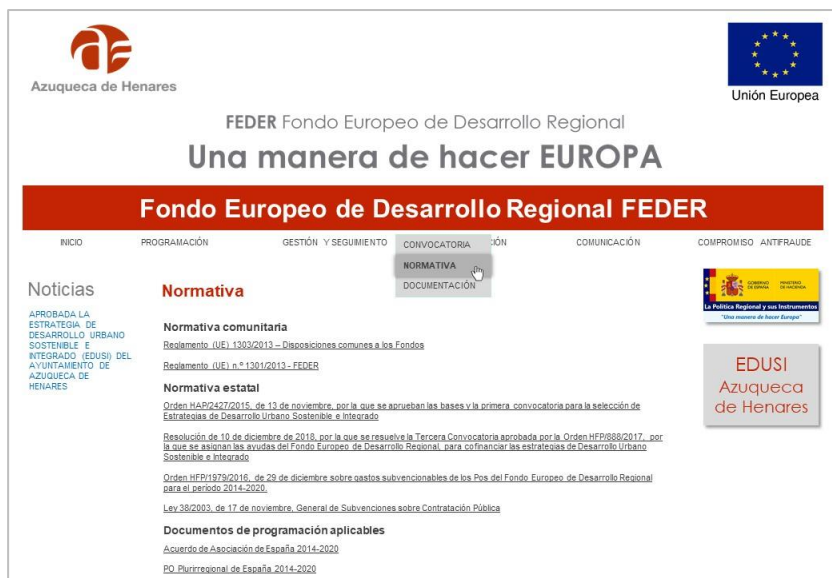 Azuqueca de Henares
Unión Europea
FEDER Fondo Europeo de Desarrollo Regional
Una manera de hacer EUROPA
Fondo Europeo de Desarrollo Regional FEDER
INICIO PROGRAMACIÓN GESTIÓN Y SEGUIMIENTO COMUNICACIÓN COMPROMISO ANTIFRAUDE
CONVOCATORIA
NORMATIVA
DOCUMENTACIÓN
Noticias
APROBADA LA
ESTRATEGIA DE
DESARROLLO URBANO
SOSTENIBLE E
INTEGRADO (EDUSI) DEL
AYUNTAMIENTO DE
AZUQUECA DE
HENARES
Normativa
Normativa comunitaria
Reglamento (UE) 1303/2013 – Disposiciones comunes a los Fondos
Reglamento (UE) n.º 1301/2013 - FEDER
Normativa estatal
Orden HAP/2427/2015, de 13 de noviembre, por la que se aprueban las bases y la primera convocatoria para la selección de
Estrategias de Desarrollo Urbano Sostenible e Integrado
Resolución de 10 de diciembre de 2018, por la que se resuelve la Tercera Convocatoria aprobada por la Orden HFP/888/2017, por
la que se asignan las ayudas del Fondo Europeo de Desarrollo Regional, para cofinanciar las estrategias de Desarrollo Urbano
Sostenible e Integrado
Orden HFP/1979/2016, de 29 de diciembre sobre gastos subvencionables de los Pos del Fondo Europeo de Desarrollo Regional
para el período 2014-2020.
Ley 38/2003, de 17 de noviembre, General de Subvenciones sobre Contratación Pública
Documentos de programación aplicables
Acuerdo de Asociación de España 2014-2020
PO Plurirregional de España 2014-2020
GOBIERNO DE ESPAÑA
MINISTERIO DE HACIENDA
La Política Regional y sus Instrumentos
"Una manera de hacer Europa"
EDUSI
Azuqueca
de Henares